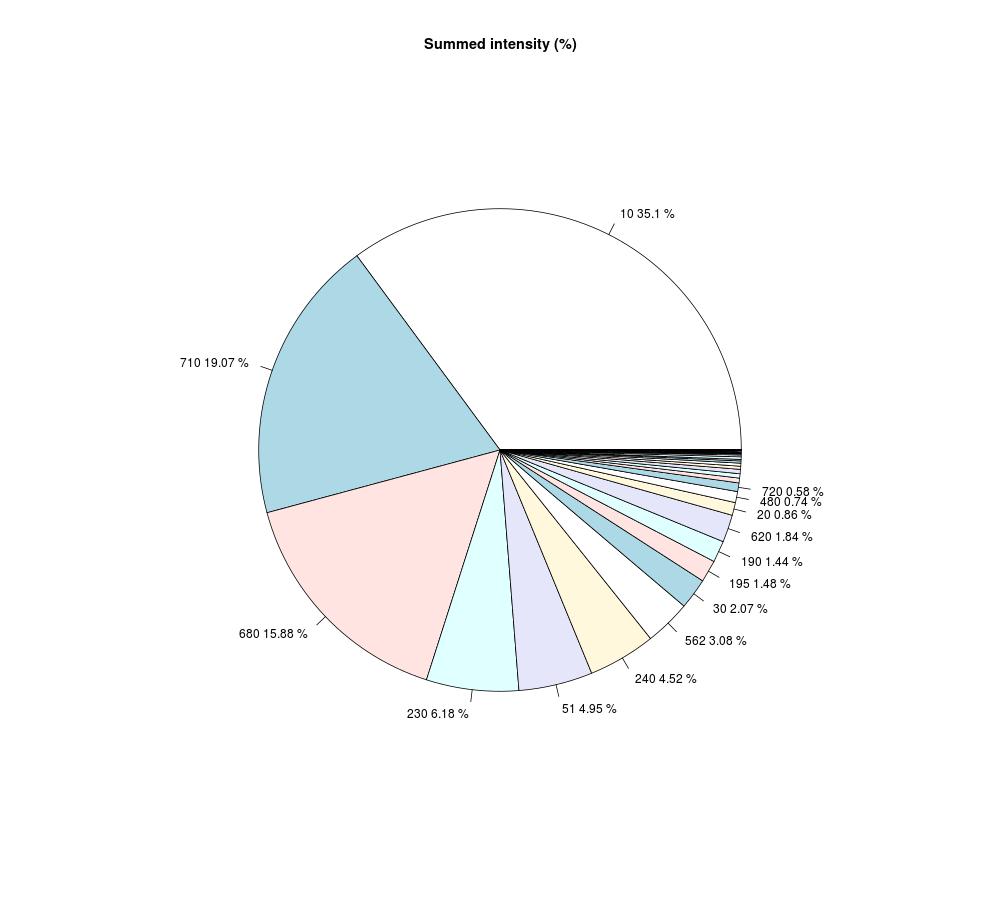 Summed intensity (%)
10 35.1 %
710 19.07 %
680 15.88 %
230 6.18 %
51 4.95 %
240 4.52 %
562 3.08 %
30 2.07 %
195 1.48 %
190 1.44 %
620 1.84 %
20 0.86 %
480 0.74 %
720 0.58 %